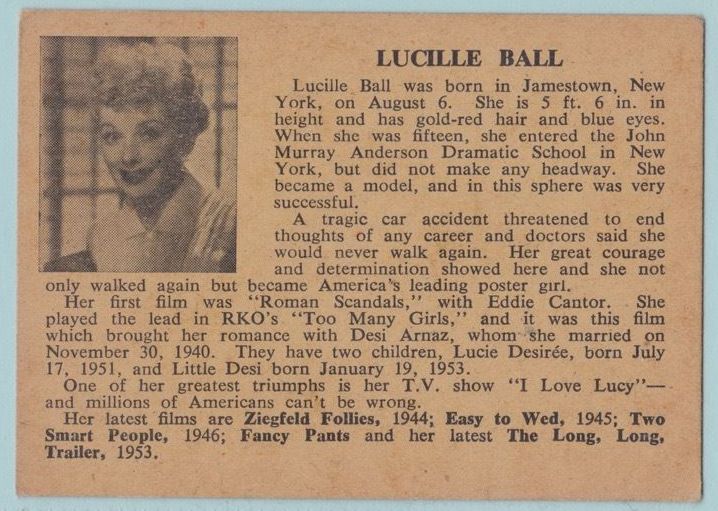 LUCILLE BALL
Lucille Ball was born in Jamestown, New
York, on August 6. She is 5 ft. 6 in. in
height and has gold-red hair and blue eyes.
When she was fifteen, she entered the John
Murray Anderson Dramatic School in New
York, but did not make any headway. She
became a model, and in this sphere was very
successful.
A tragic car accident threatened to end
thoughts of any career and doctors said she
would never walk again. Her great courage
and determination showed here and she not
only walked again but became America's leading poster girl.
Her first film was "Roman Scandals," with Eddie Cantor. She
played the lead in RKO's "Too Many Girls," and it was this film
which brought her romance with Desi Arnaz, whom she married on
November 30, 1940. They have two children, Lucie Desirée, born July
17, 1951, and Little Desi born January 19, 1953.
One of her greatest triumphs is her T.V. show "I Love Lucy"—
and millions of Americans can't be wrong.
Her latest films are Ziegfeld Follies, 1944; Easy to Wed, 1945; Two
Smart People, 1946; Fancy Pants and her latest The Long, Long,
Trailer, 1953.